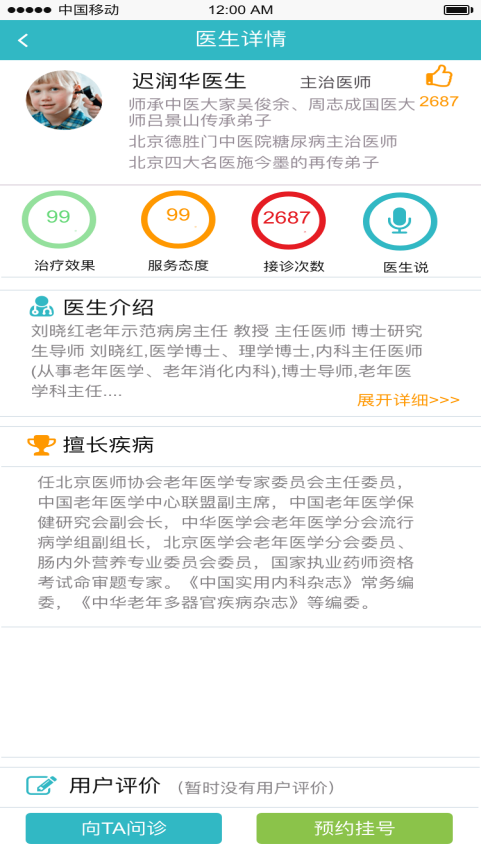 中国移动 12:00 AM
医生详情
迟润华医生 主治医师
2687
师承中医大家吴俊余、周志成国医大
师吕景山传承弟子
北京德胜门中医院糖尿病主治医师
北京四大名医施今墨的再传弟子
99 99 2687
治疗效果 服务态度 接诊次数 医生说
医生介绍
刘晓红老年示范病房主任 教授 主任医师 博士研究
生导师 刘晓红,医学博士、理学博士,内科主任医师
(从事老年医学、老年消化内科),博士导师,老年医
学科主任....
展开详细>>>
擅长疾病
任北京医师协会老年医学专家委员会主任委员，
中国老年医学中心联盟副主席，中国老年医学保
健研究会副会长，中华医学会老年医学分会流行
病学组副组长，北京医学会老年医学分会委员、
肠内外营养专业委员会委员，国家执业药师资格
考试命审题专家。《中国实用内科杂志》常务编
委，《中华老年多器官疾病杂志》等编委。
用户评价 （暂时没有用户评价）
向TA问诊 预约挂号